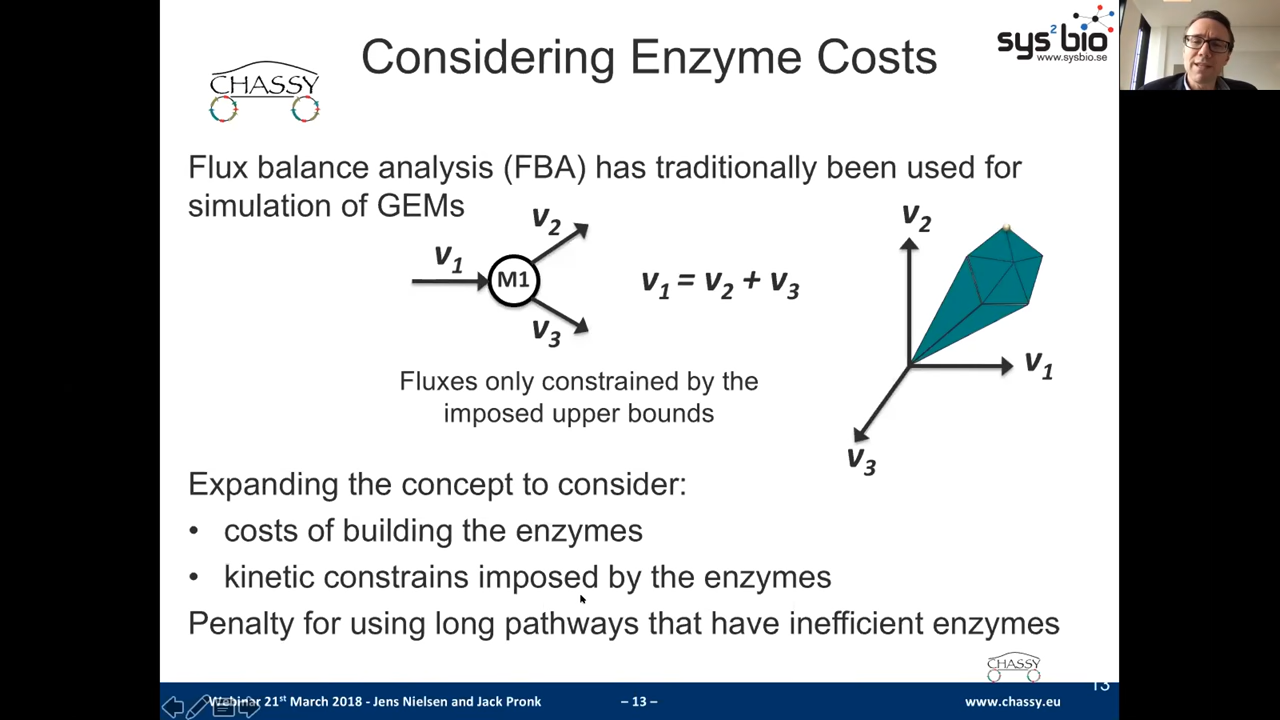 Considering Enzyme Costs
CHASSY
sys2bio
www.sysbio.se
Flux balance analysis (FBA) has traditionally been used for
simulation of GEMs
v1
M1
v2
v3
v1 = v2 + v3
v2
v1
v3
Fluxes only constrained by the
imposed upper bounds
Expanding the concept to consider:
• costs of building the enzymes
• kinetic constrains imposed by the enzymes
Penalty for using long pathways that have inefficient enzymes
CHASSY
13
Webinar 21st March 2018 - Jens Nielsen and Jack Pronk
– 13 –
www.chassy.eu